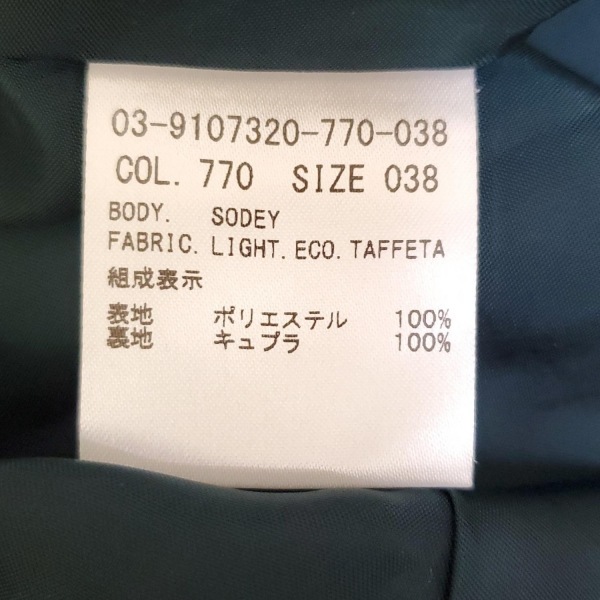 03-9107320-770-038
COL. 770 SIZE 038
BODY. SODEY
FABRIC. LIGHT. ECO. TAFFETA
組成表示
表地 ポリエステル 100%
裏地 キュプラ 100%